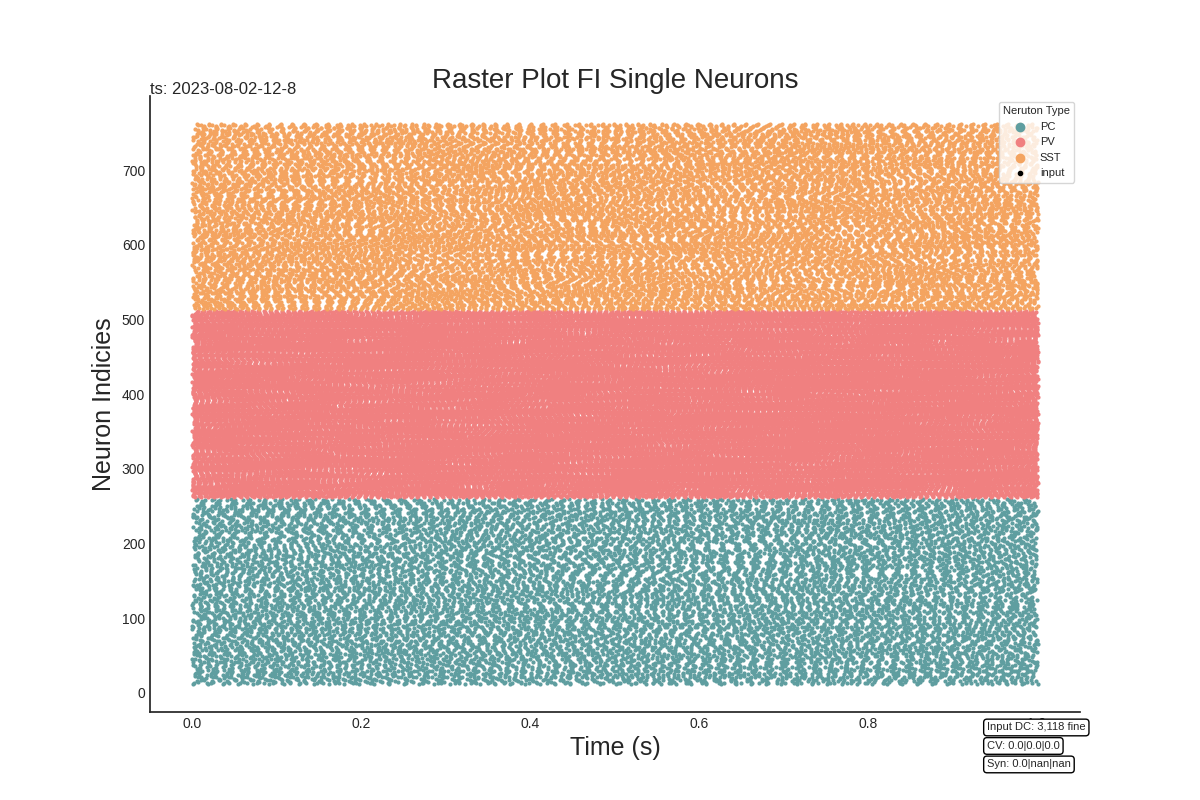 Raster Plot FI Single Neurons
ts: 2023-08-02-12-8
Neruton Type
PC
PV
SST
input
700
600
500
400
300
200
100
0
Neuron Indicies
0.0 0.2 0.4 0.6 0.8
Time (s)
Input DC: 3,118 fine
CV: 0.0|0.0|0.0
Syn: 0.0|nan|nan